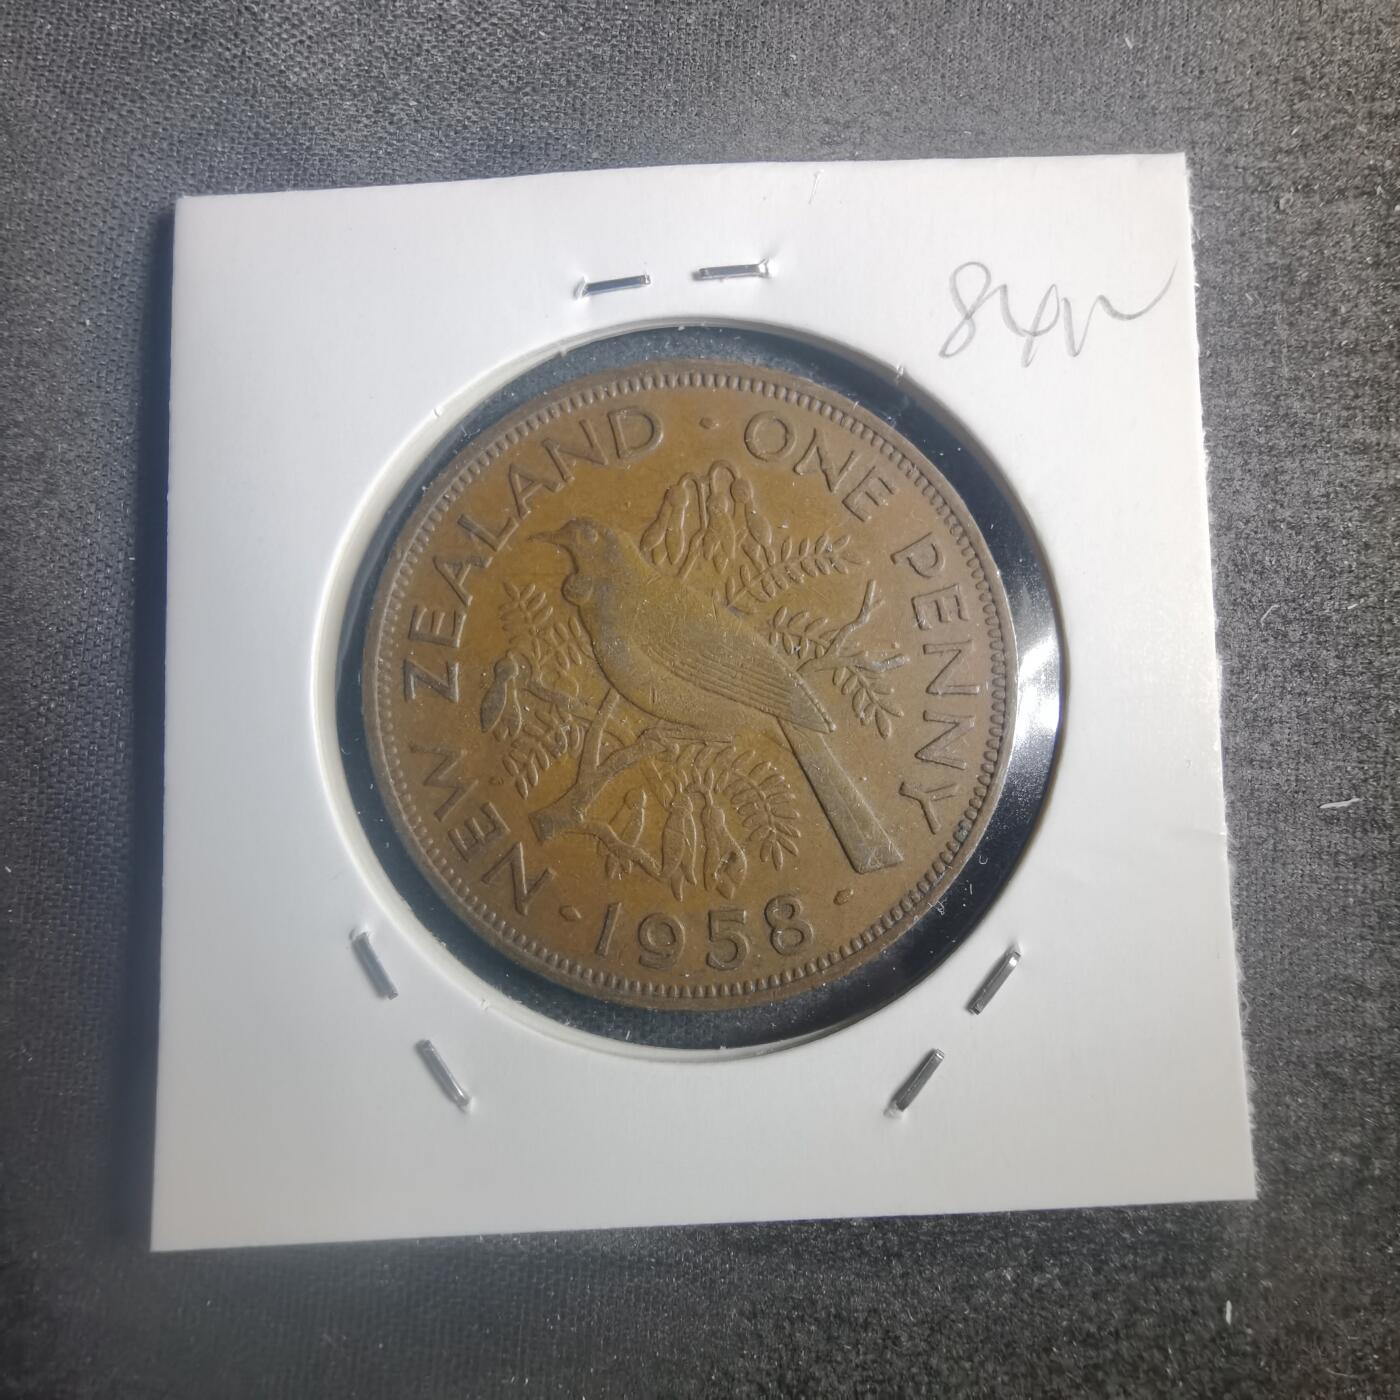 NEW ZEALAND · ONE PENNY
· 1958 ·